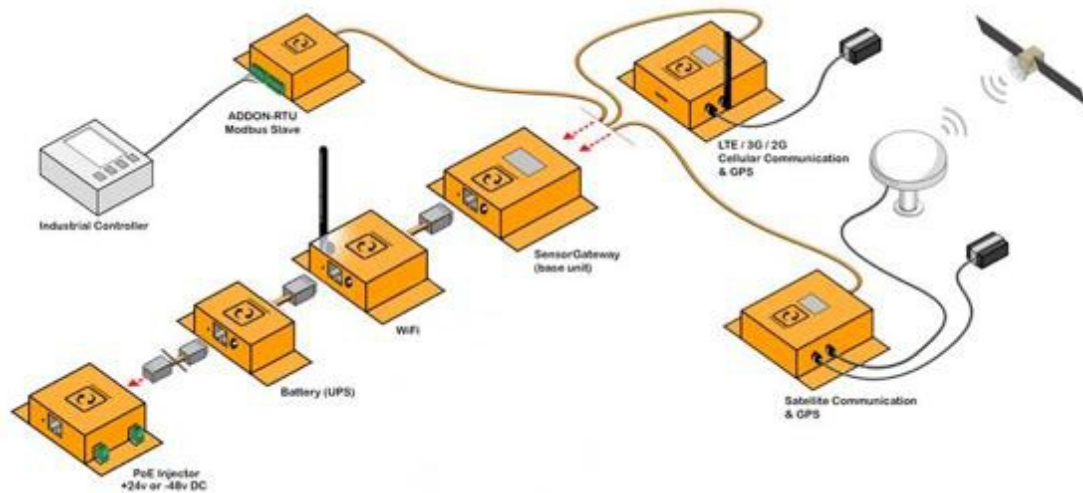 ADDON-RTU
Modbus Slave
LTE / 3G / 2G
Cellular Communication
& GPS
Industrial Controller
SensorGateway
(base unit)
WiFi
Battery (UPS)
Satellite Communication
& GPS
PoE Injector
+24v or -48v DC